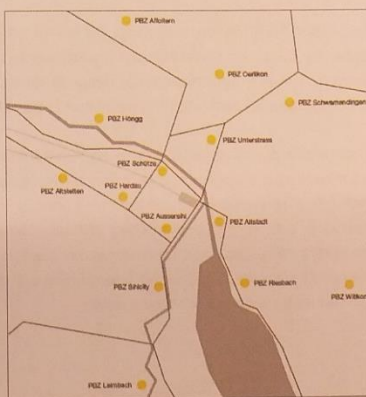 PBZ Affoltern
PBZ Oerlikon
PBZ Schwamendingen
PBZ Höngg
PBZ Unterstrass
PBZ Schütze
PBZ Altstetten
PBZ Hardau
PBZ Aussersihl
PBZ Altstadt
PBZ Sihlcity
PBZ Riesbach
PBZ Witikon
PBZ Leimbach